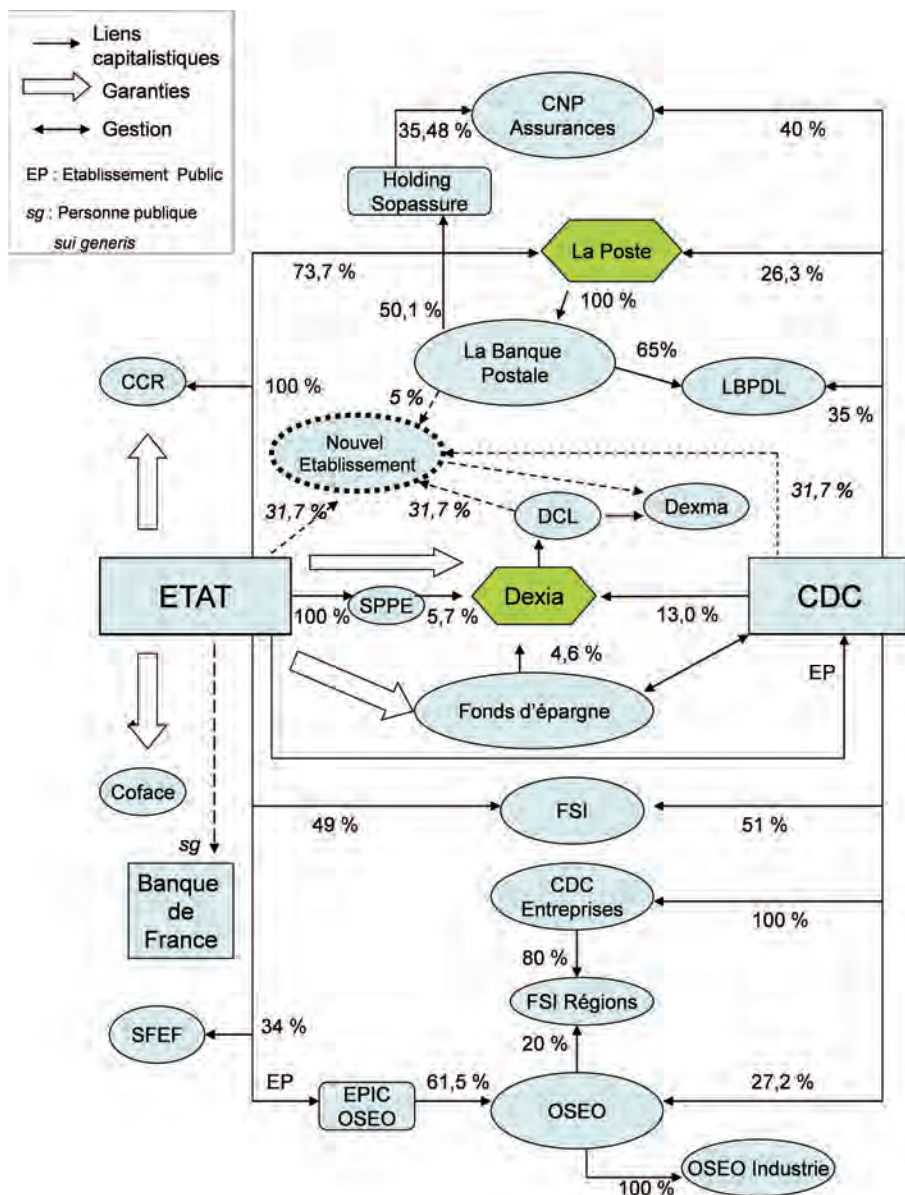 Liens
capitalistiques
Garanties
Gestion
EP : Etablissement Public
sg : Personne publique
sui generis
CNP
Assurances
35,48 %
40 %
Holding
Sopassure
La Poste
73,7 %
26,3 %
50,1 %
100 %
La Banque
Postale
65%
CCR
100 %
LBPDL
35 %
5 %
Nouvel
Etablissement
31,7 %
31,7 %
31,7 %
DCL
Dexma
ETAT
SPPE
Dexia
CDC
100 %
5,7 %
13,0 %
4,6 %
EP
Fonds d'épargne
Coface
FSI
49 %
51 %
sg
Banque
de
France
CDC
Entreprises
100 %
80 %
FSI Régions
SFEF
34 %
20 %
EP
EPIC
OSEO
61,5 %
OSEO
27,2 %
OSEO Industrie
100 %